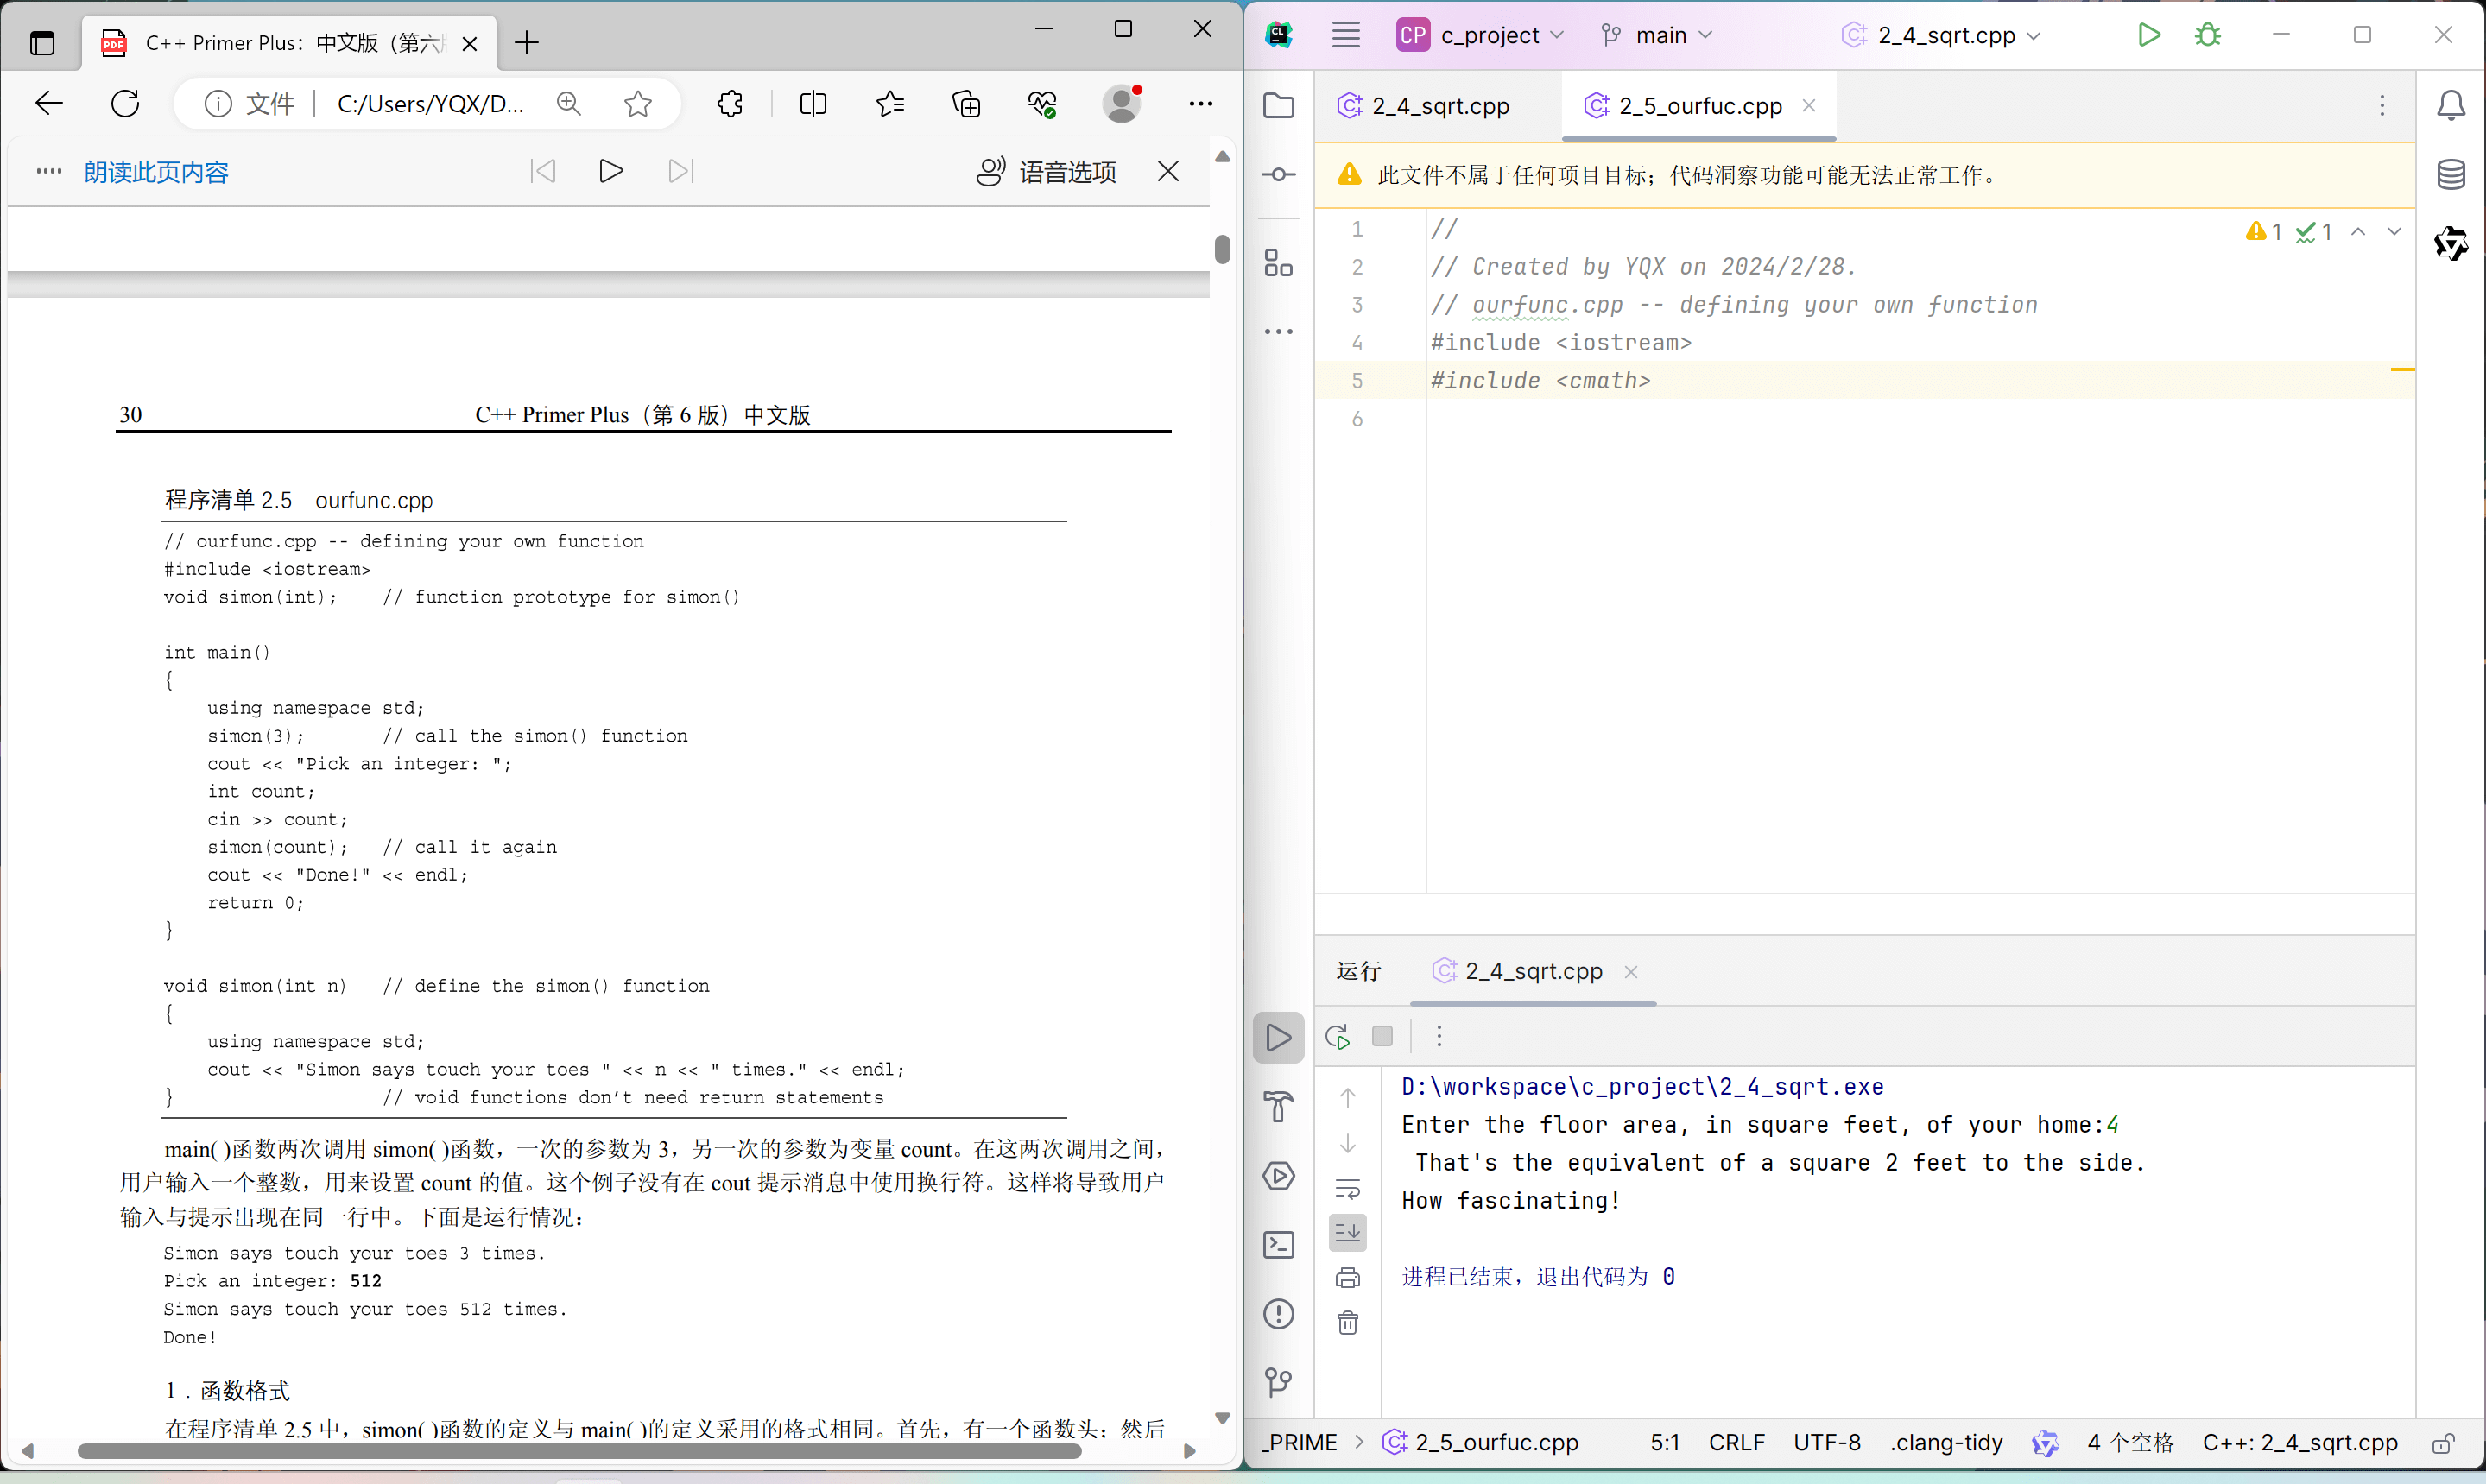 C++ Primer Plus：中文版（第六
文件 C:/Users/YQX/D...
朗读此页内容
语音选项
30 C++ Primer Plus（第 6 版）中文版
程序清单 2.5 ourfunc.cpp
// ourfunc.cpp -- defining your own function
#include <iostream>
void simon(int); // function prototype for simon()
int main()
{
using namespace std;
simon(3); // call the simon() function
cout << "Pick an integer: ";
int count;
cin >> count;
simon(count); // call it again
cout << "Done!" << endl;
return 0;
}
void simon(int n) // define the simon() function
{
using namespace std;
cout << "Simon says touch your toes " << n << " times." << endl;
} // void functions don’t need return statements
main( )函数两次调用 simon( )函数，一次的参数为 3，另一次的参数为变量 count。在这两次调用之间，
用户输入一个整数，用来设置 count 的值。这个例子没有在 cout 提示消息中使用换行符。这样将导致用户
输入与提示出现在同一行中。下面是运行情况：
Simon says touch your toes 3 times.
Pick an integer: 512
Simon says touch your toes 512 times.
Done!
1．函数格式
在程序清单 2.5 中，simon( )函数的定义与 main( )的定义采用的格式相同。首先，有一个函数头；然后
CL CP c_project main 2_4_sqrt.cpp
2_4_sqrt.cpp 2_5_ourfuc.cpp
此文件不属于任何项目目标；代码洞察功能可能无法正常工作。
1 //
2 // Created by YQX on 2024/2/28.
3 // ourfunc.cpp -- defining your own function
4 #include <iostream>
5 #include <cmath>
6
1 1
运行 2_4_sqrt.cpp
D:\workspace\c_project\2_4_sqrt.exe
Enter the floor area, in square feet, of your home:4
That's the equivalent of a square 2 feet to the side.
How fascinating!
进程已结束，退出代码为 0
_PRIME 2_5_ourfuc.cpp 5:1 CRLF UTF-8 .clang-tidy 4 个空格 C++: 2_4_sqrt.cpp